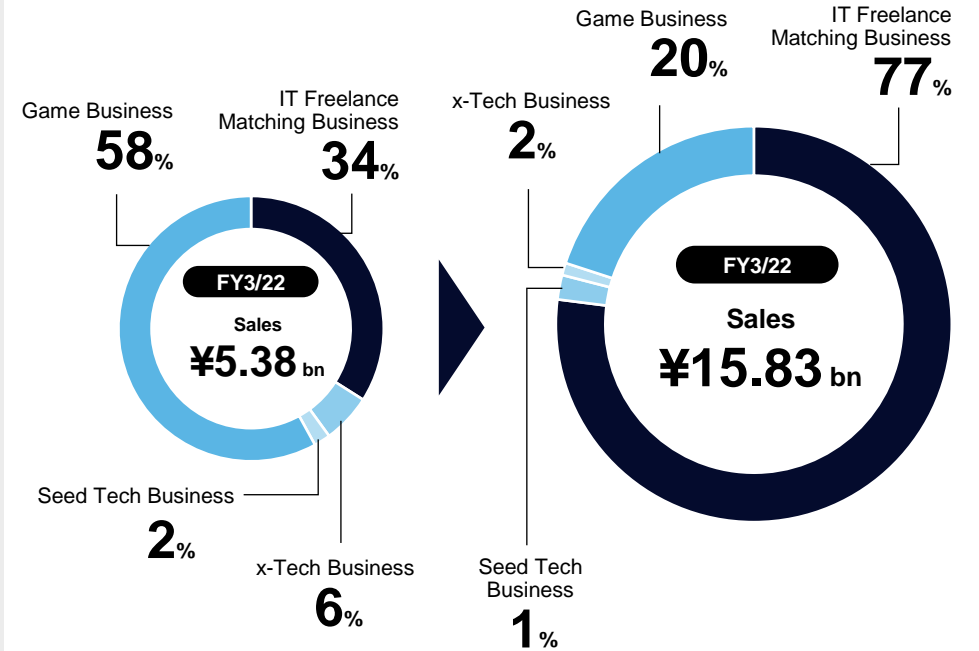 Game Business
58%
IT Freelance
Matching Business
34%
FY3/22
Sales
¥5.38 bn
Seed Tech Business
2%
x-Tech Business
6%
Game Business
20%
IT Freelance
Matching Business
77%
x-Tech Business
2%
FY3/22
Sales
¥15.83 bn
Seed Tech
Business
1%